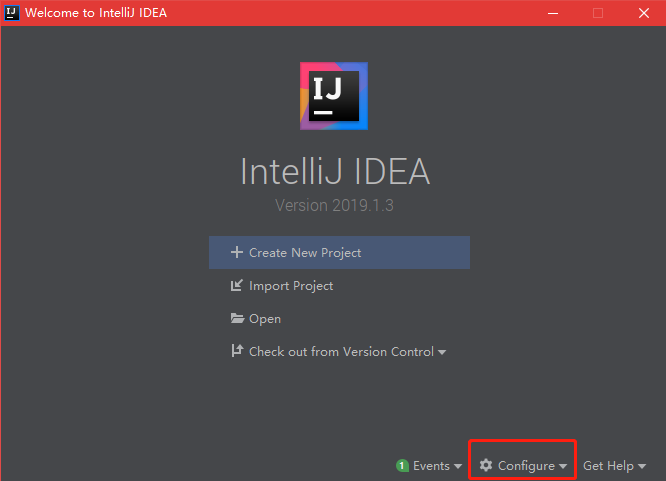 IJ Welcome to IntelliJ IDEA
IJ
IntelliJ IDEA
Version 2019.1.3
Create New Project
Import Project
Open
Check out from Version Control
1 Events Configure Get Help